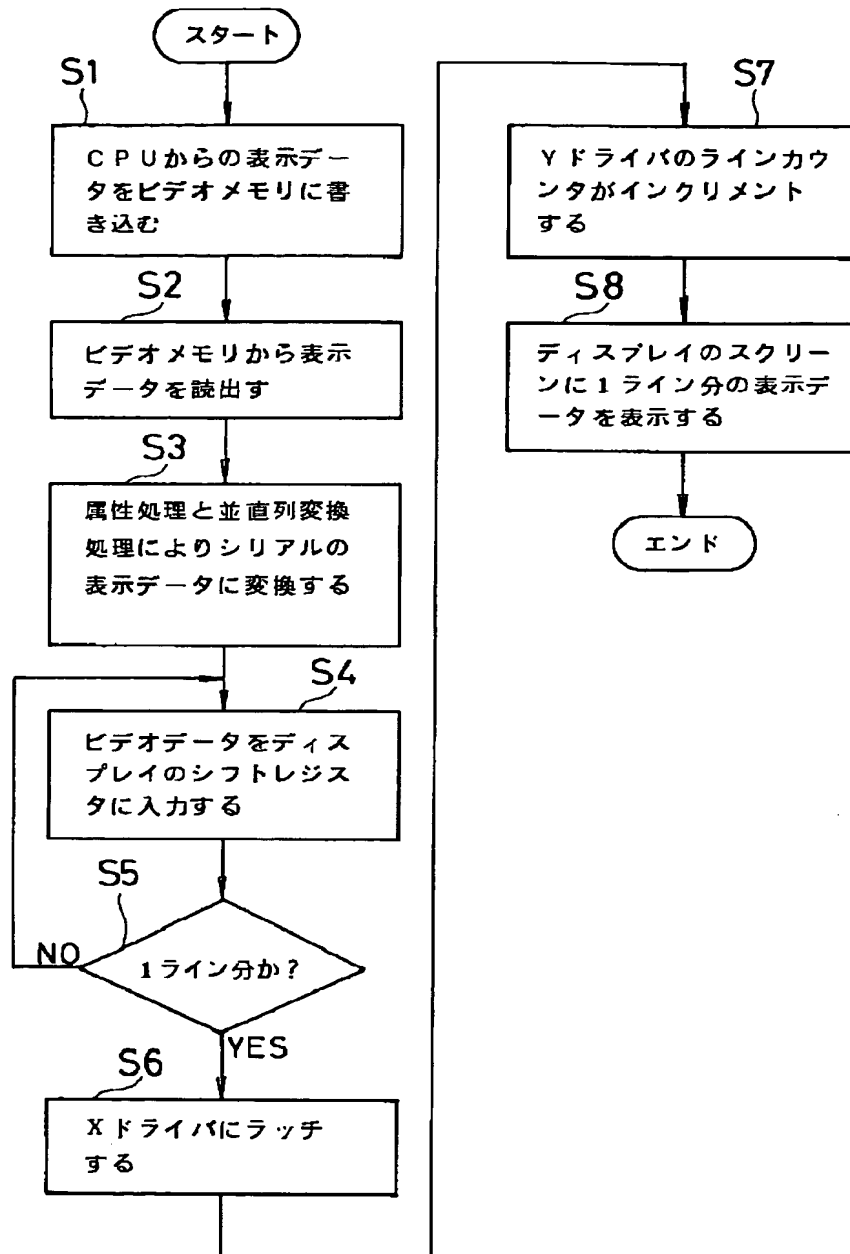 スタート
S1
CPUからの表示デー
タをビデオメモリに書
き込む
S2
ビデオメモリから表示
データを読出す
S3
属性処理と並直列変換
処理によりシリアルの
表示データに変換する
S4
ビデオデータをディス
プレイのシフトレジス
タに入力する
S5
NO
1ライン分か?
YES
S6
Xドライバにラッチ
する
S7
Yドライバのラインカウ
ンタがインクリメント
する
S8
ディスプレイのスクリー
ンに1ライン分の表示デ
ータを表示する
エンド